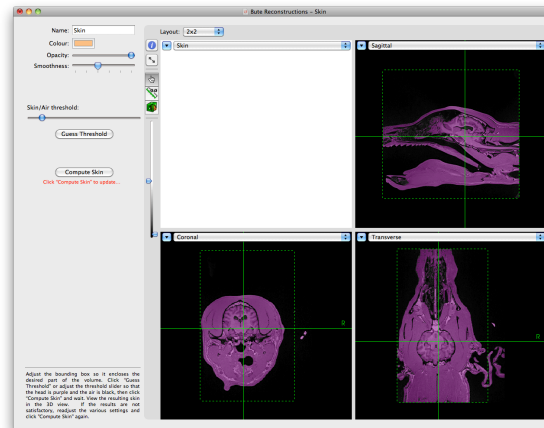 Bute Reconstructions – Skin
Name: Skin
Colour:
Opacity:
Smoothness:
Skin/Air threshold:
Guess Threshold
Compute Skin
Click "Compute Skin" to update...
Adjust the bounding box so it encloses the
desired part of the volume. Click "Guess
Threshold" or adjust the threshold slider so that
the head is purple and the air is black, then click
"Compute Skin" and wait. View the resulting skin
in the 3D view. If the results are not
satisfactory, readjust the various settings and
click "Compute Skin" again.
Layout: 2x2
Skin
Sagittal
Coronal
R
Transverse
R